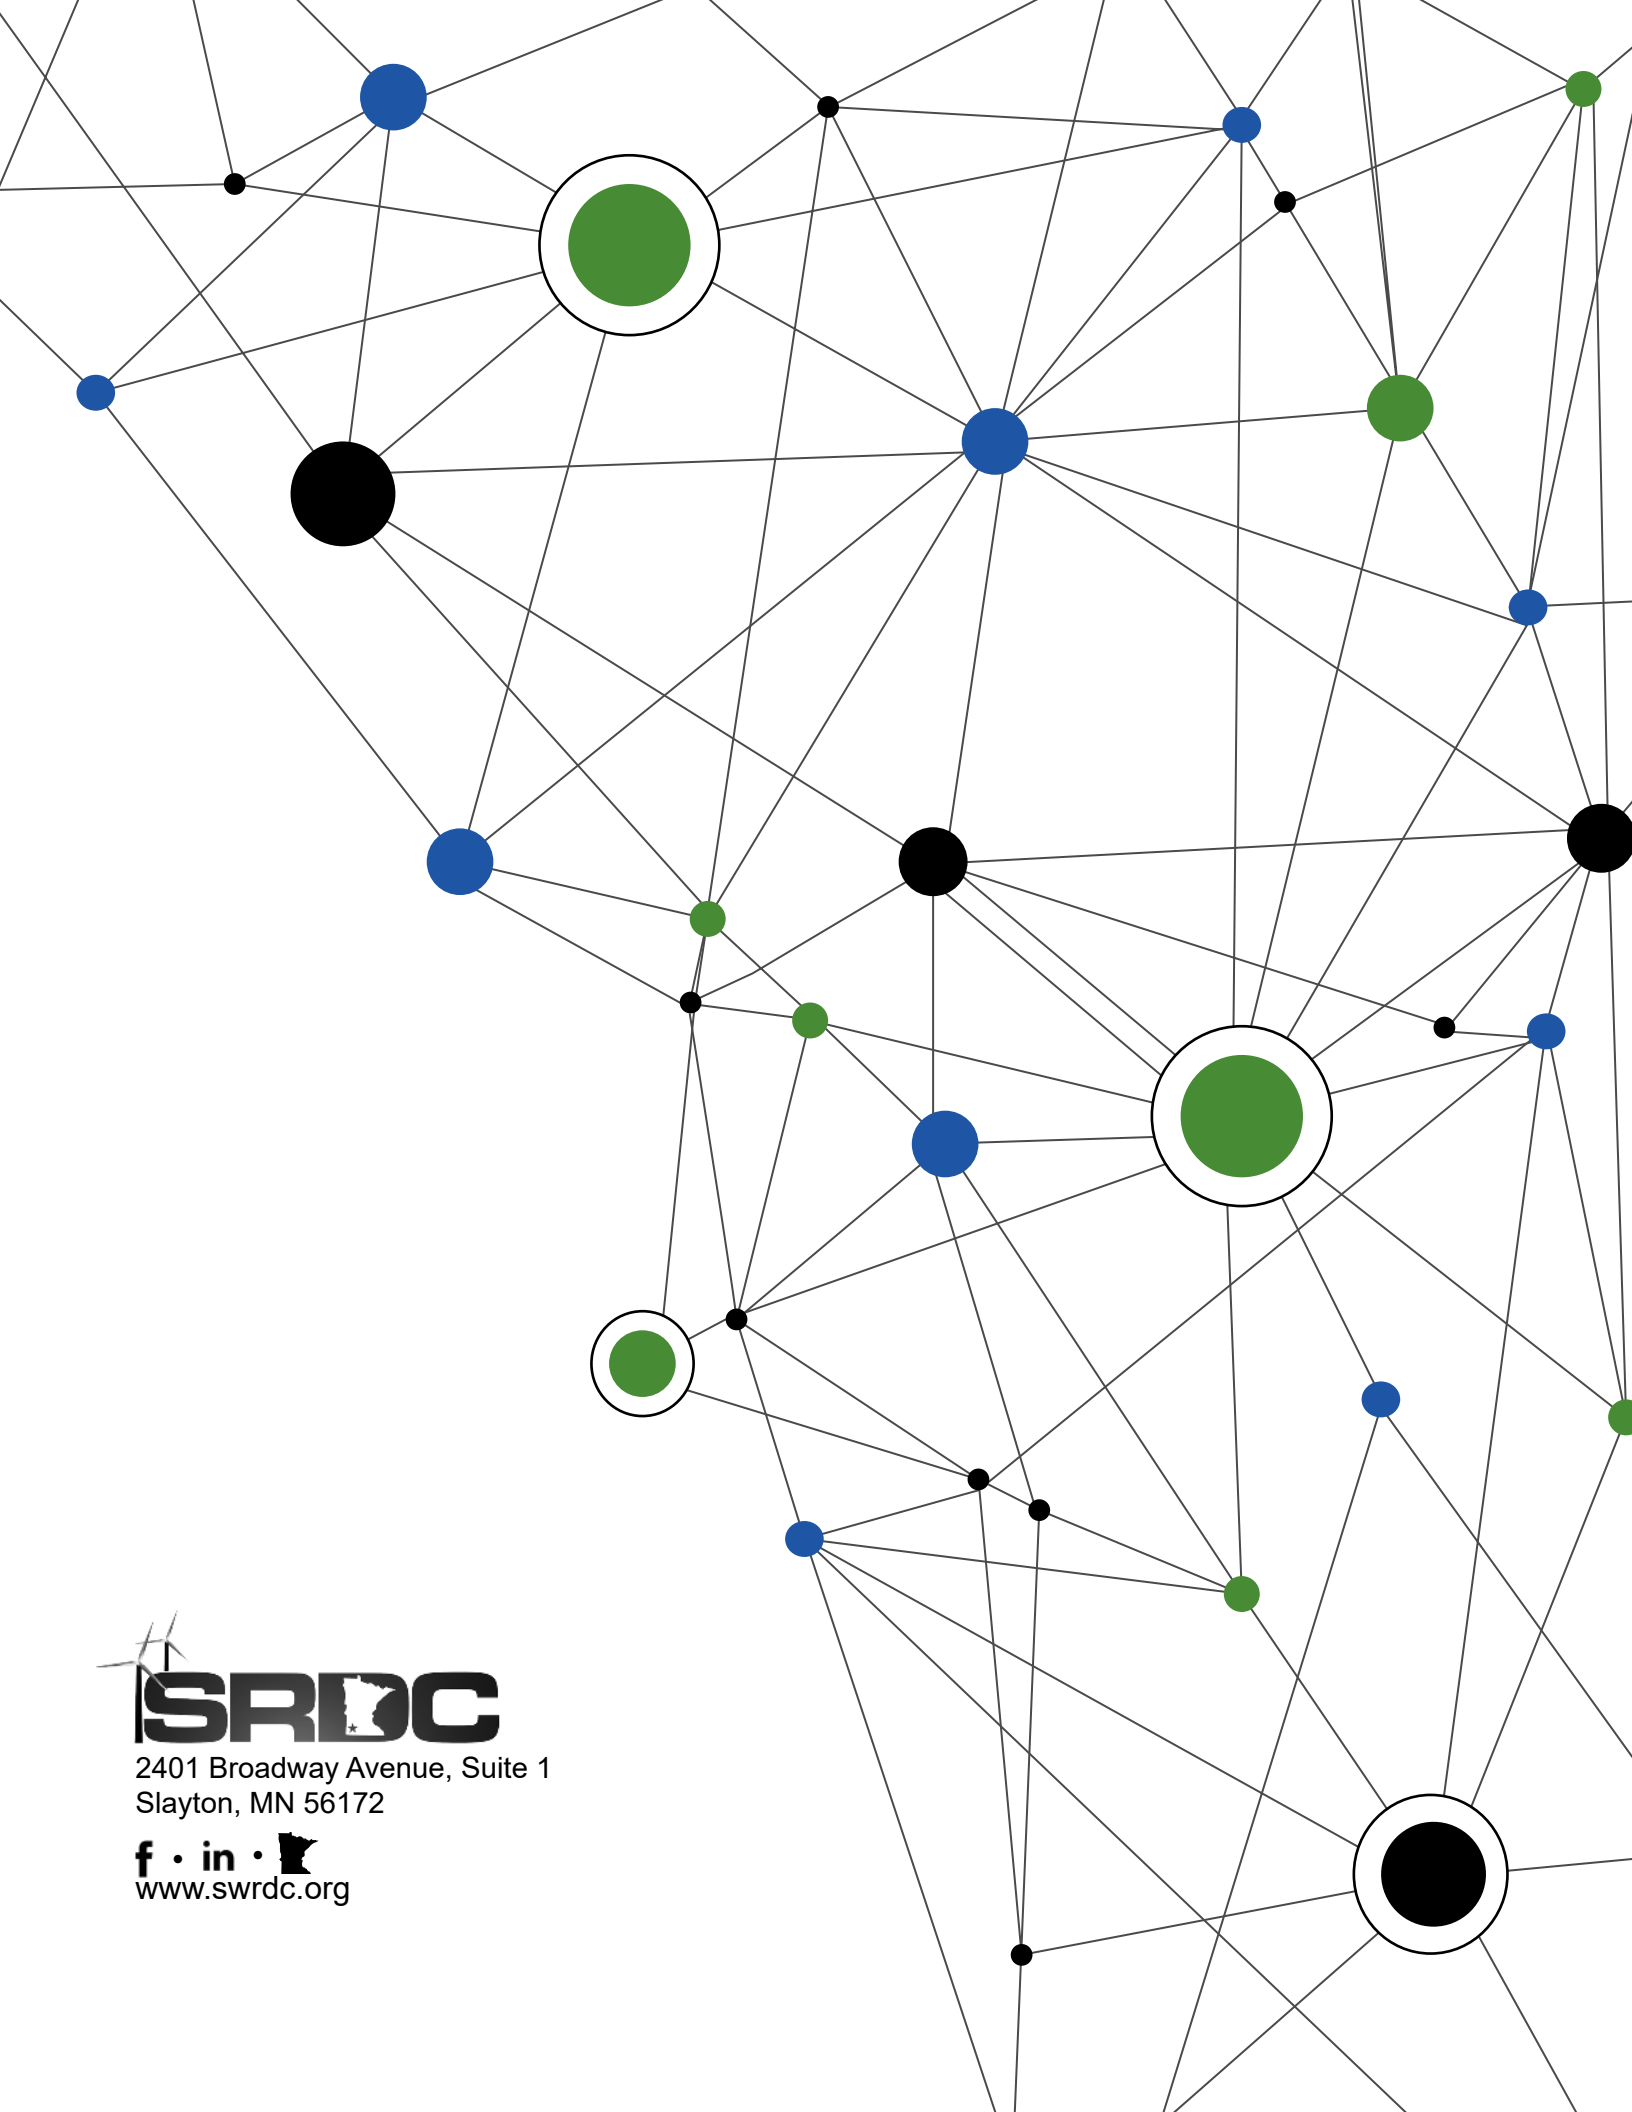 SRDC
2401 Broadway Avenue, Suite 1
Slayton, MN 56172
f · in ·
www.swrdc.org